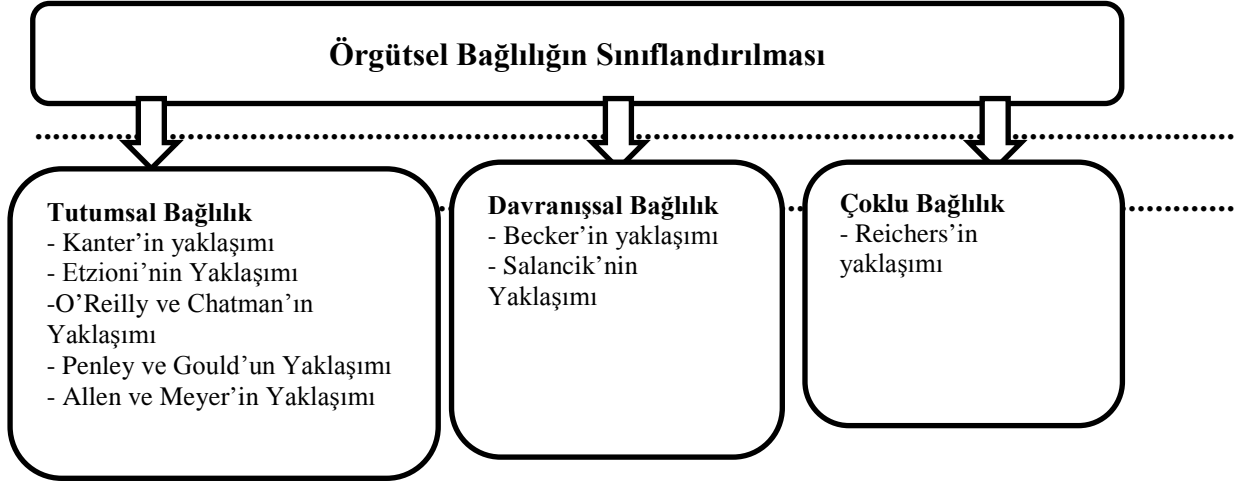 Örgütsel Bağlılığın Sınıflandırılması
Tutumsal Bağlılık
- Kanter’in yaklaşımı
- Etzioni’nin Yaklaşımı
-O’Reilly ve Chatman’ın
Yaklaşımı
- Penley ve Gould’un Yaklaşımı
- Allen ve Meyer’in Yaklaşımı
Davranışsal Bağlılık
- Becker’in yaklaşımı
- Salancik’nin
Yaklaşımı
Çoklu Bağlılık
- Reichers’in
yaklaşımı